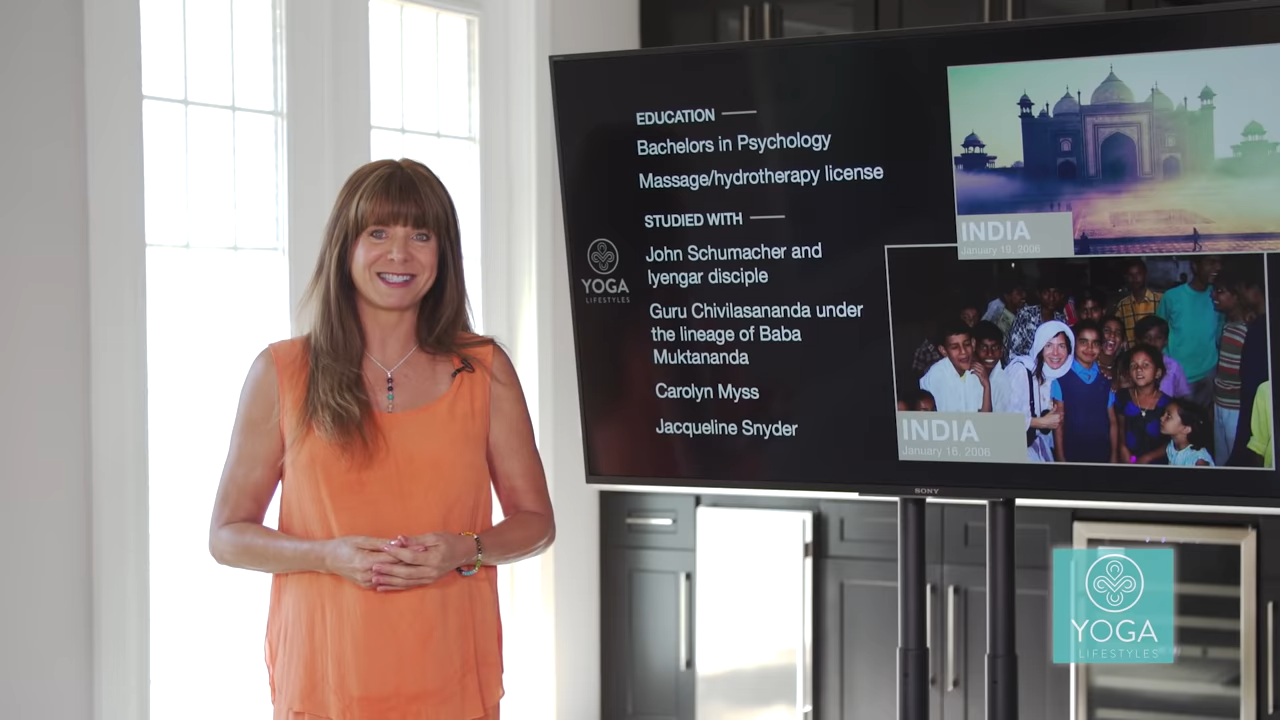 EDUCATION
Bachelors in Psychology
Massage/hydrotherapy license
STUDIED WITH
John Schumacher and
Iyengar disciple
Guru Chivilasananda under
the lineage of Baba
Muktananda
Carolyn Myss
Jacqueline Snyder
YOGA
LIFESTYLES
INDIA
January 10, 2006
INDIA
January 16, 2006
SONY
YOGA
LIFESTYLES